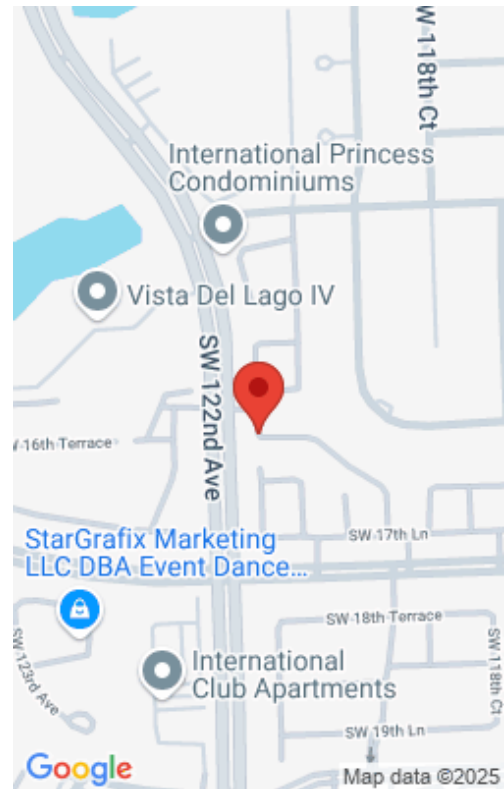 SW 118th Ct
International Princess
Condominiums
Vista Del Lago IV
SW 122nd Ave
SW 16th Terrace
SW 17th Ln
StarGrafix Marketing
LLC DBA Event Dance...
SW 18th Terrace
SW 123rd Ave
International
Club Apartments
SW 118th Ct
SW 19th Ln
Google
Map data ©2025